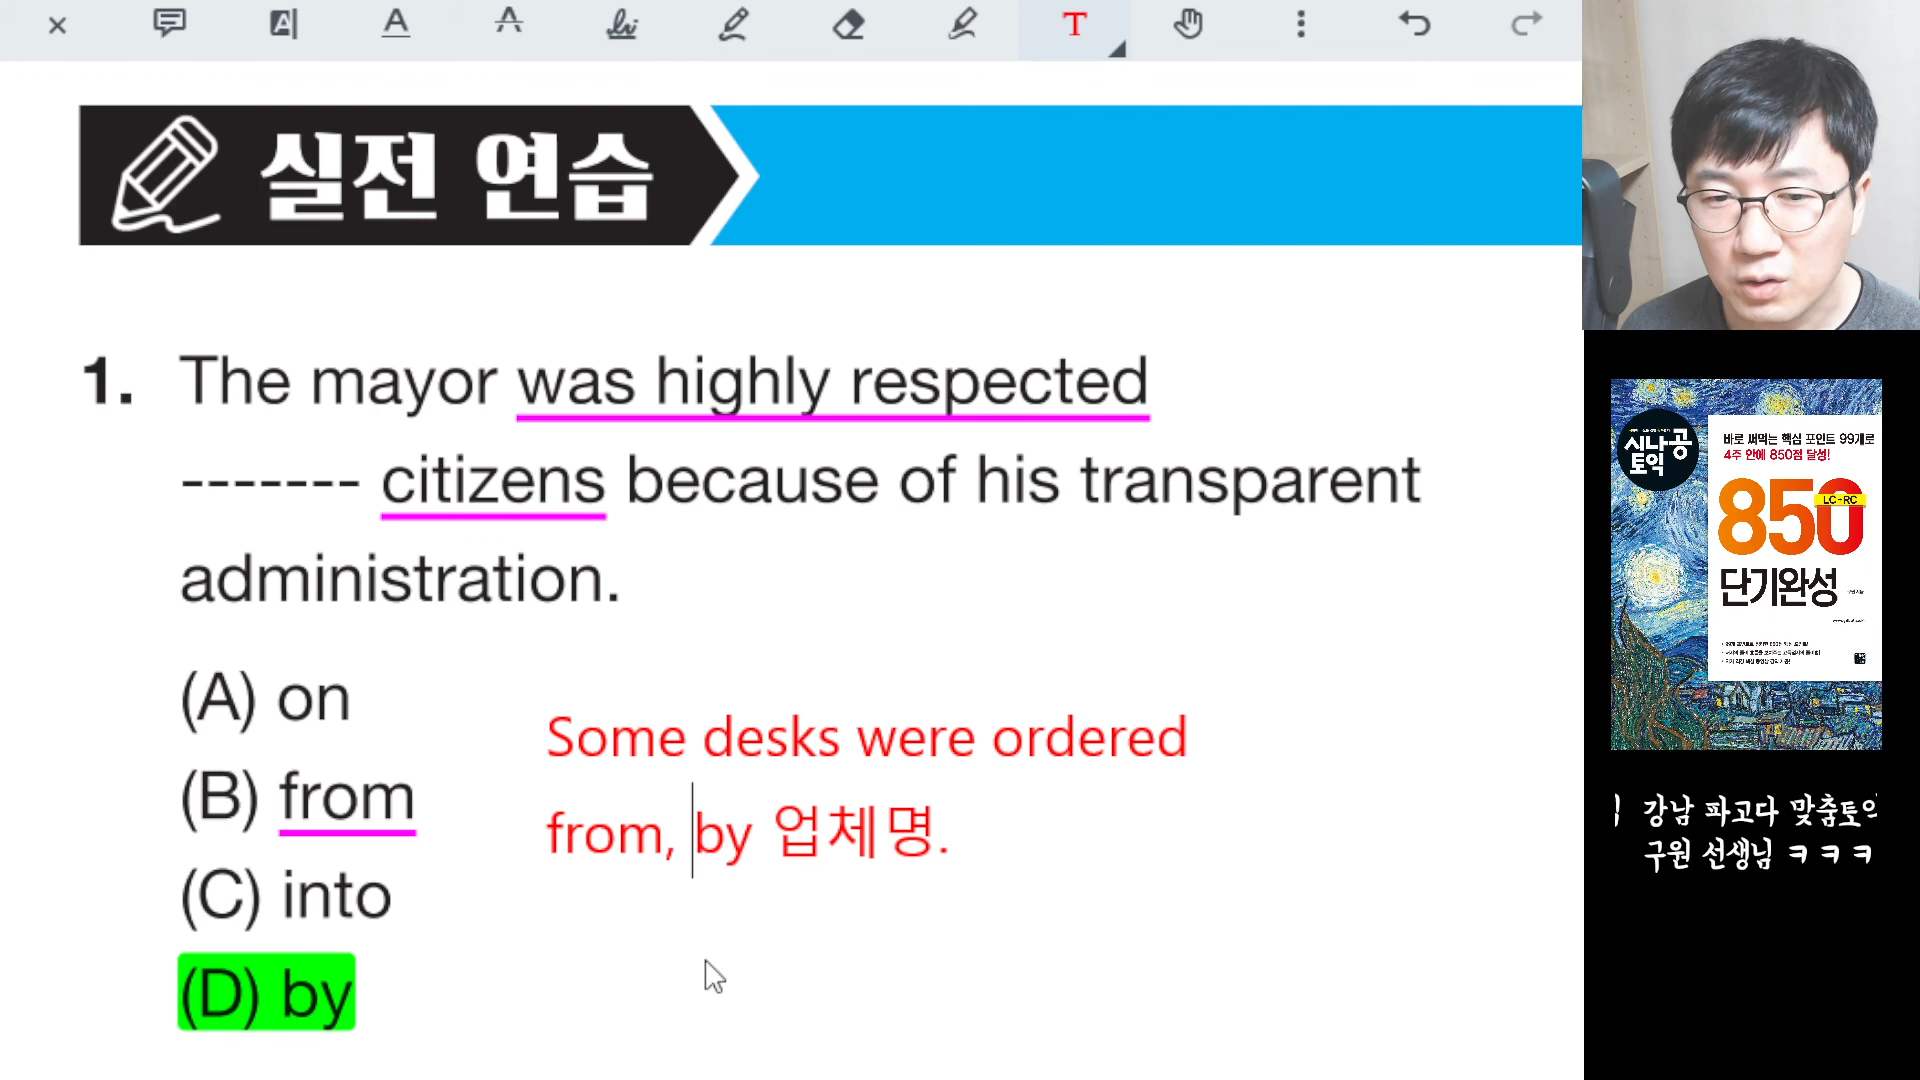 실전 연습
1. The mayor was highly respected
------- citizens because of his transparent
administration.
(A) on
(B) from
(C) into
(D) by
Some desks were ordered
from, by 업체명.
시나공
토익
바로 써먹는 핵심 포인트 99개로
4주 안에 850점 달성!
850
LC+RC
단기완성
강남 파고다 맞춤토익
구원 선생님 ㅋㅋㅋ